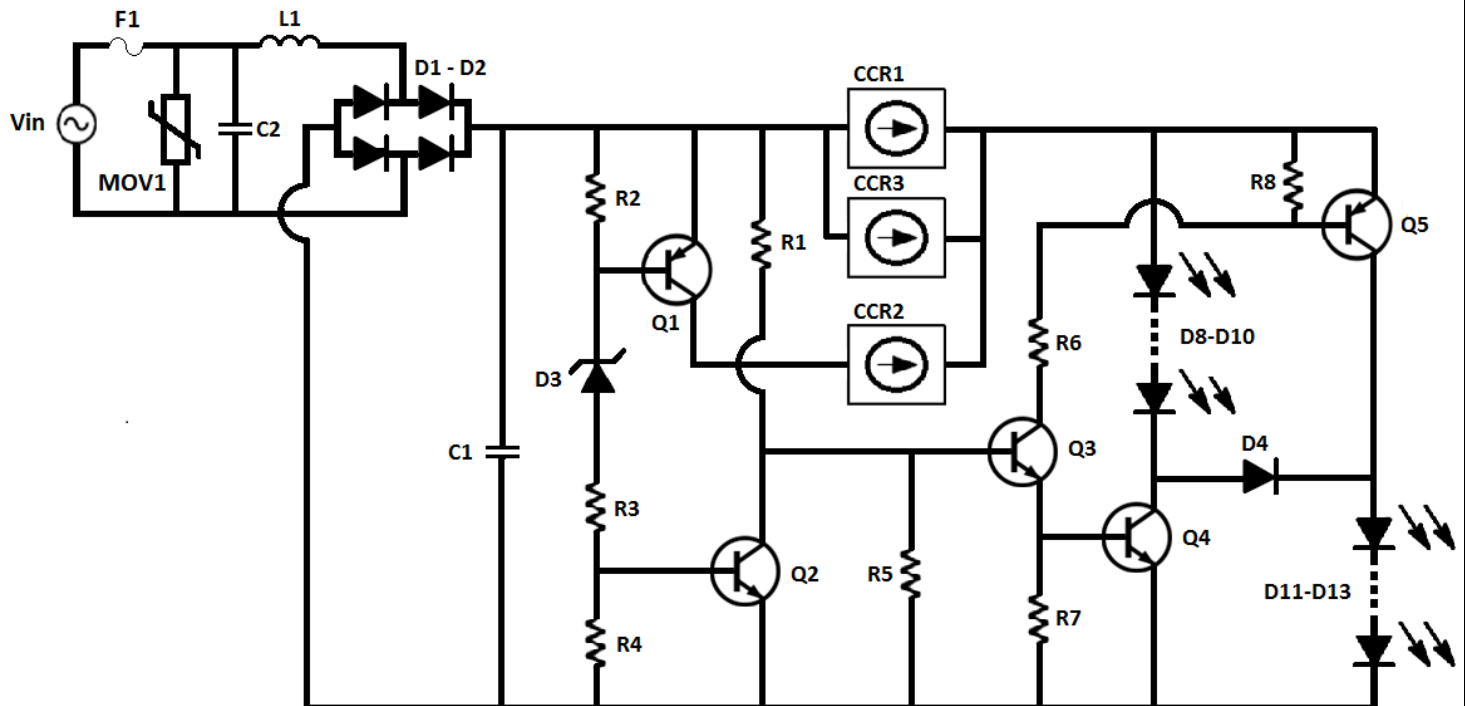 F1
L1
D1 - D2
Vin
MOV1
C2
CCR1
CCR3
CCR2
R2
R1
Q1
D3
C1
R3
R4
Q2
R5
R8
Q5
R6
D8-D10
Q3
D4
Q4
R7
D11-D13